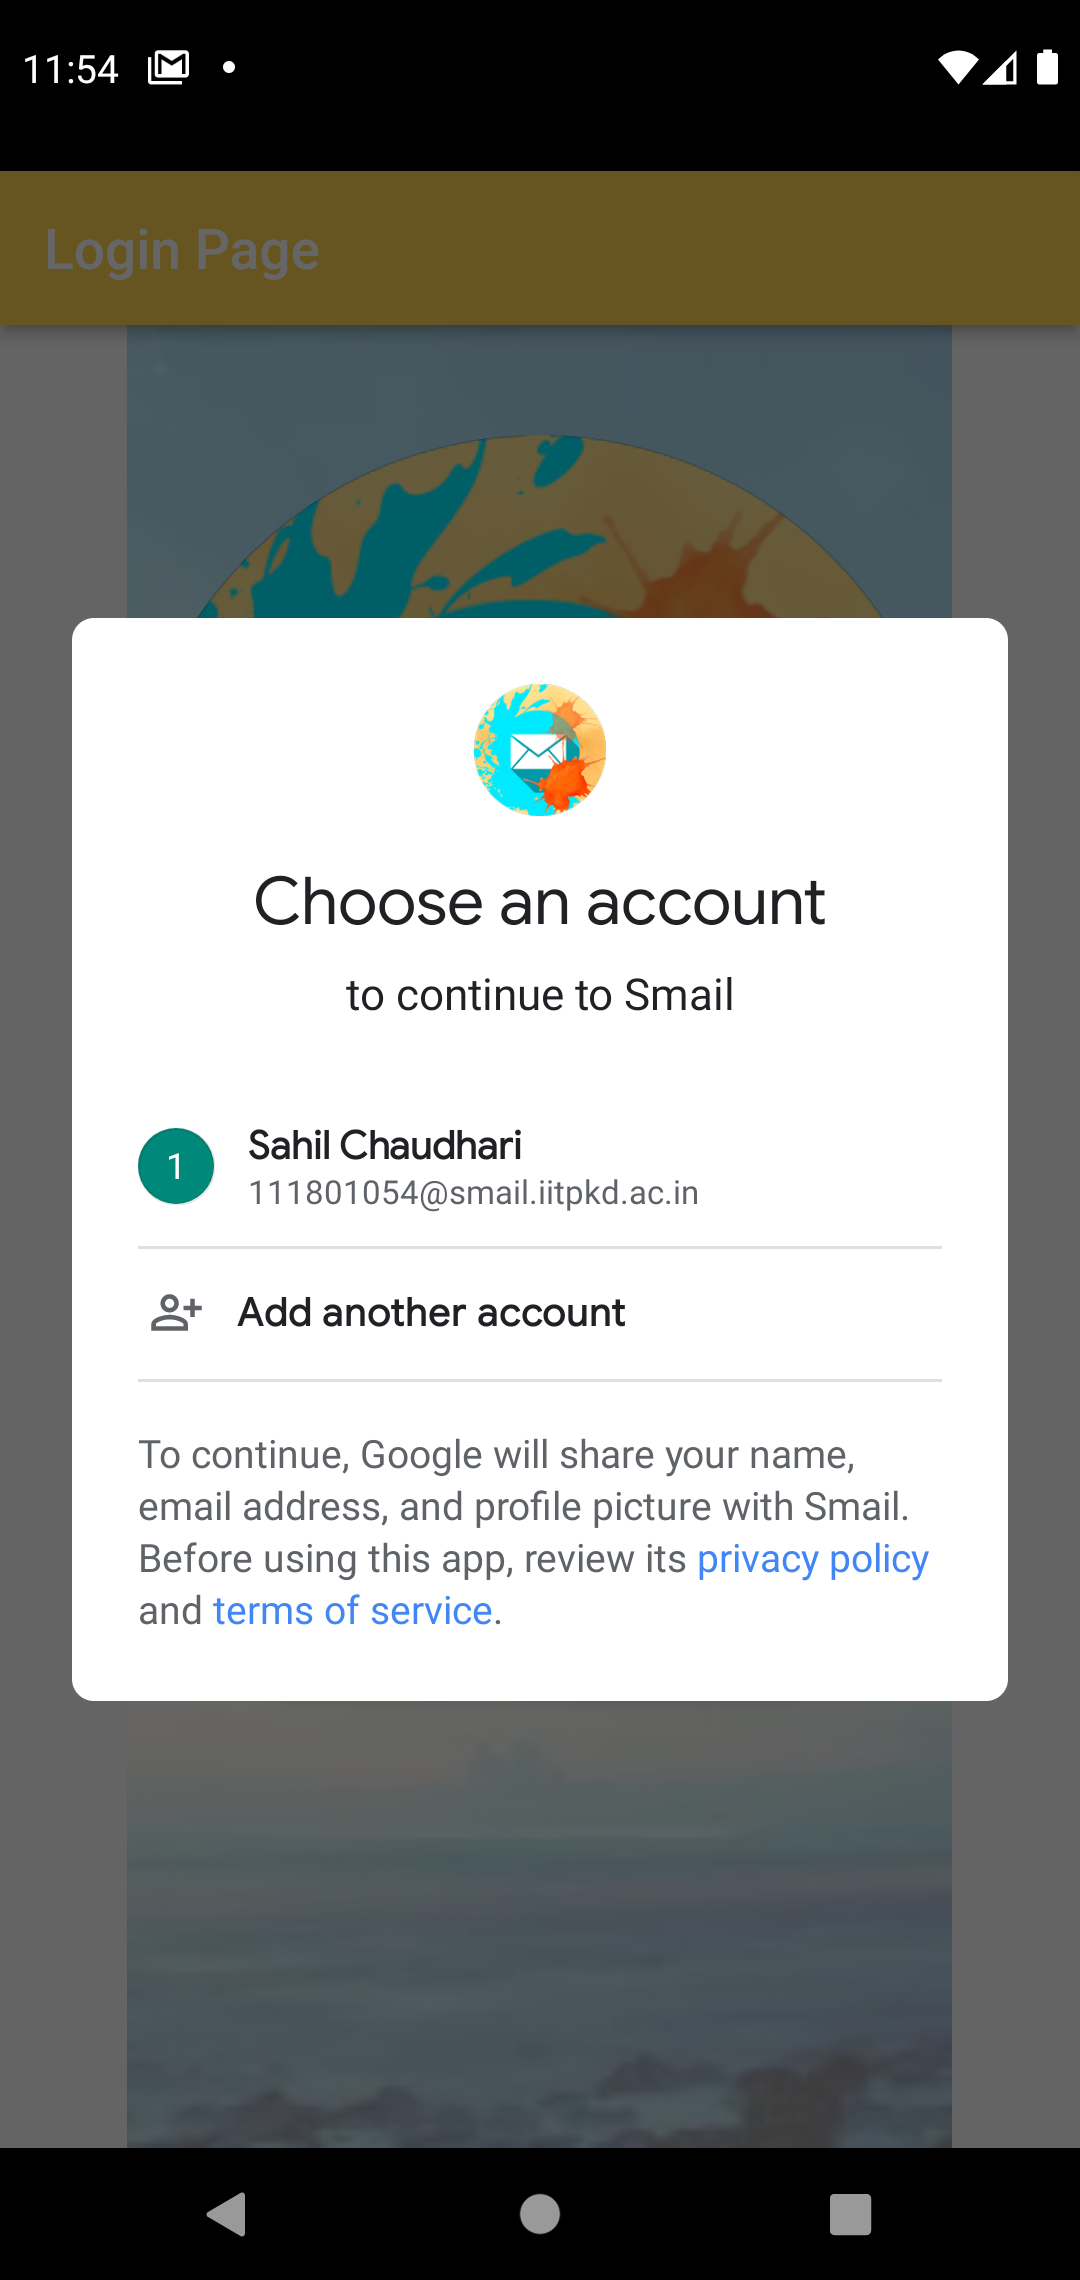 11:54
Login Page
Choose an account
to continue to Smail
1
Sahil Chaudhari
111801054@smail.iitpkd.ac.in
Add another account
To continue, Google will share your name,
email address, and profile picture with Smail.
Before using this app, review its privacy policy
and terms of service.